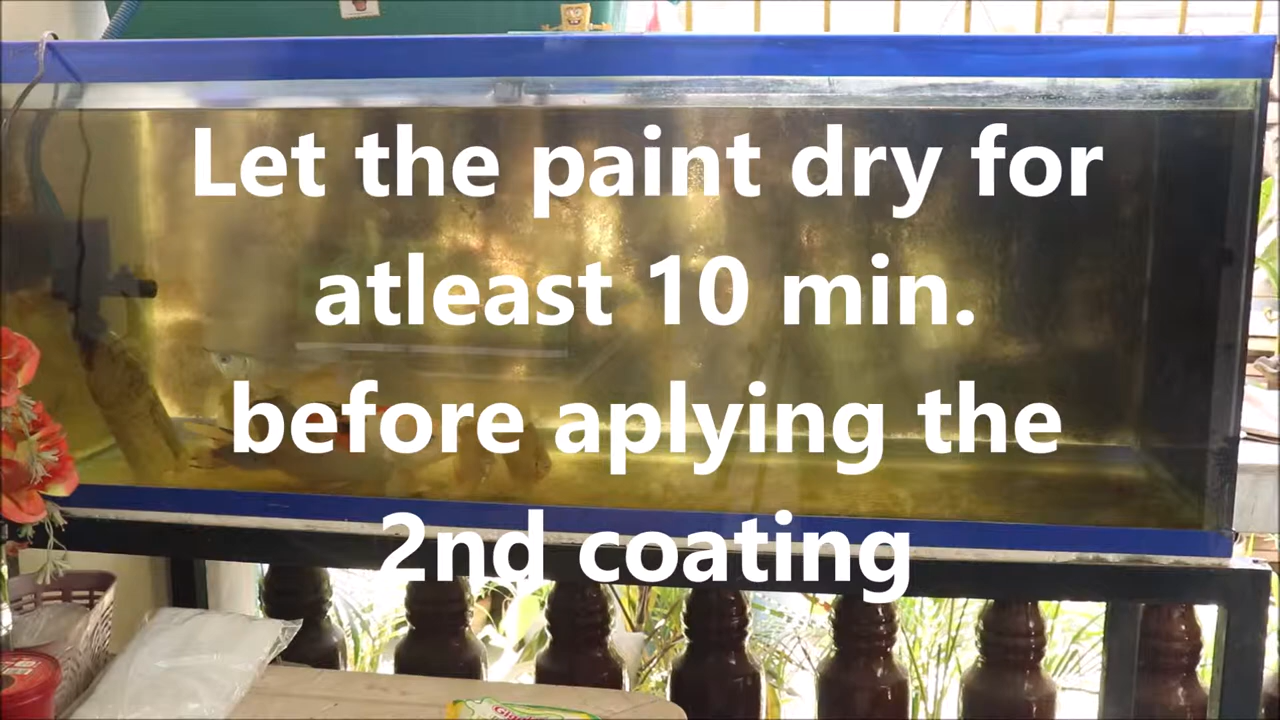 Let the paint dry for
atleast 10 min.
before aplying the
2nd coating